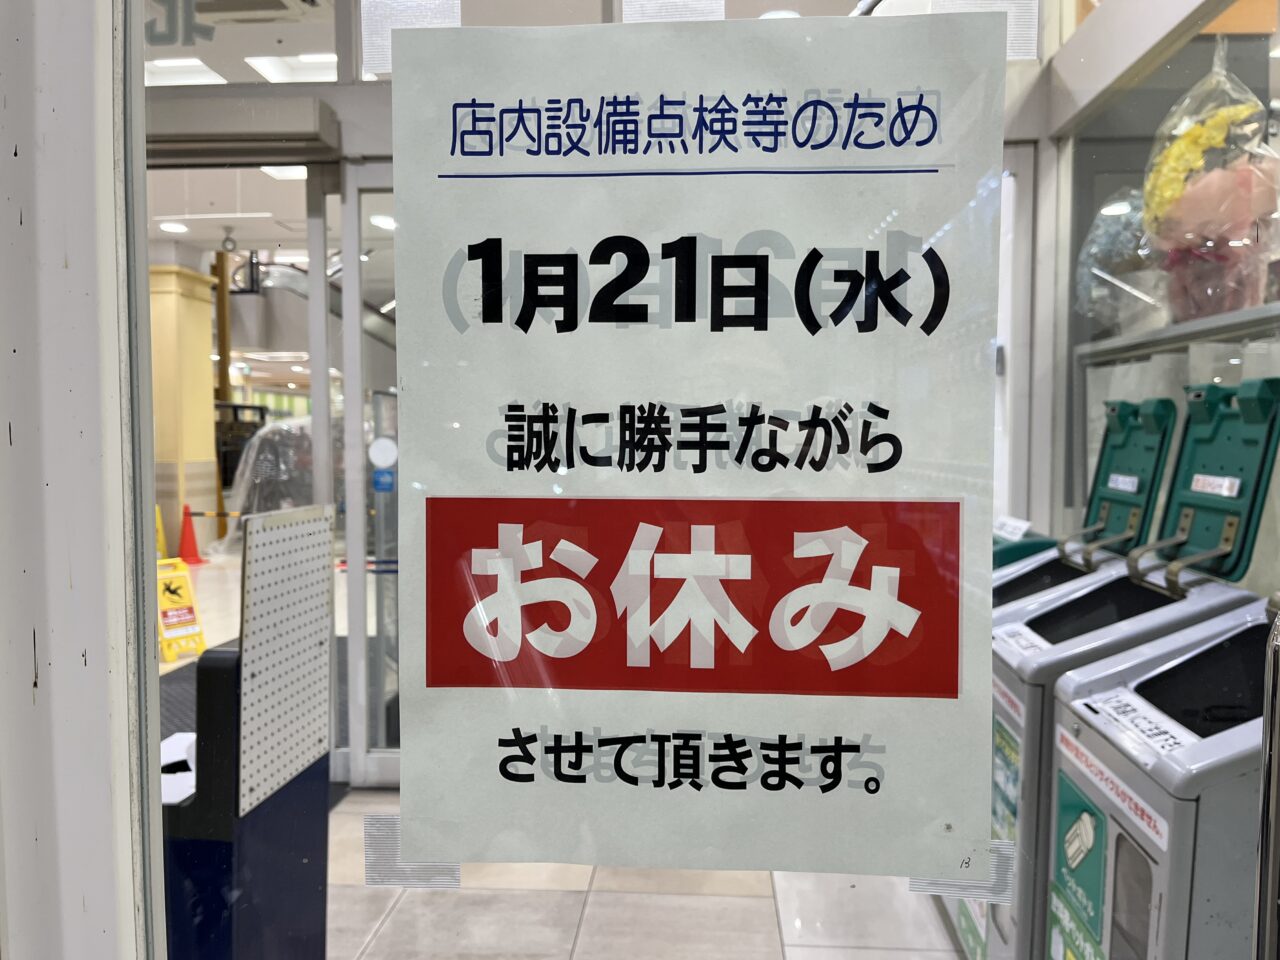 店内設備点検等のため
1月21日(水)
誠に勝手ながら
お休み
させて頂きます。
13